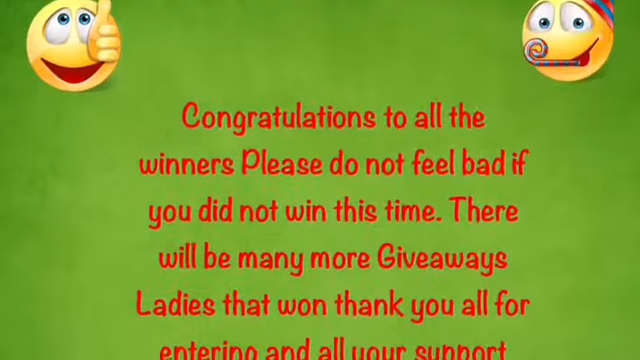 Congratulations to all the
winners Please do not feel bad if
you did not win this time. There
will be many more Giveaways
Ladies that won thank you all for
entering and all your support